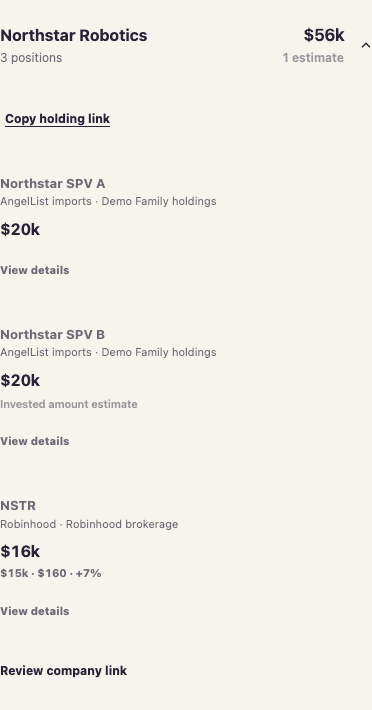 Northstar Robotics $56k
3 positions 1 estimate
Copy holding link
Northstar SPV A
AngelList imports · Demo Family holdings
$20k
View details
Northstar SPV B
AngelList imports · Demo Family holdings
$20k
Invested amount estimate
View details
NSTR
Robinhood · Robinhood brokerage
$16k
$15k · $160 · +7%
View details
Review company link